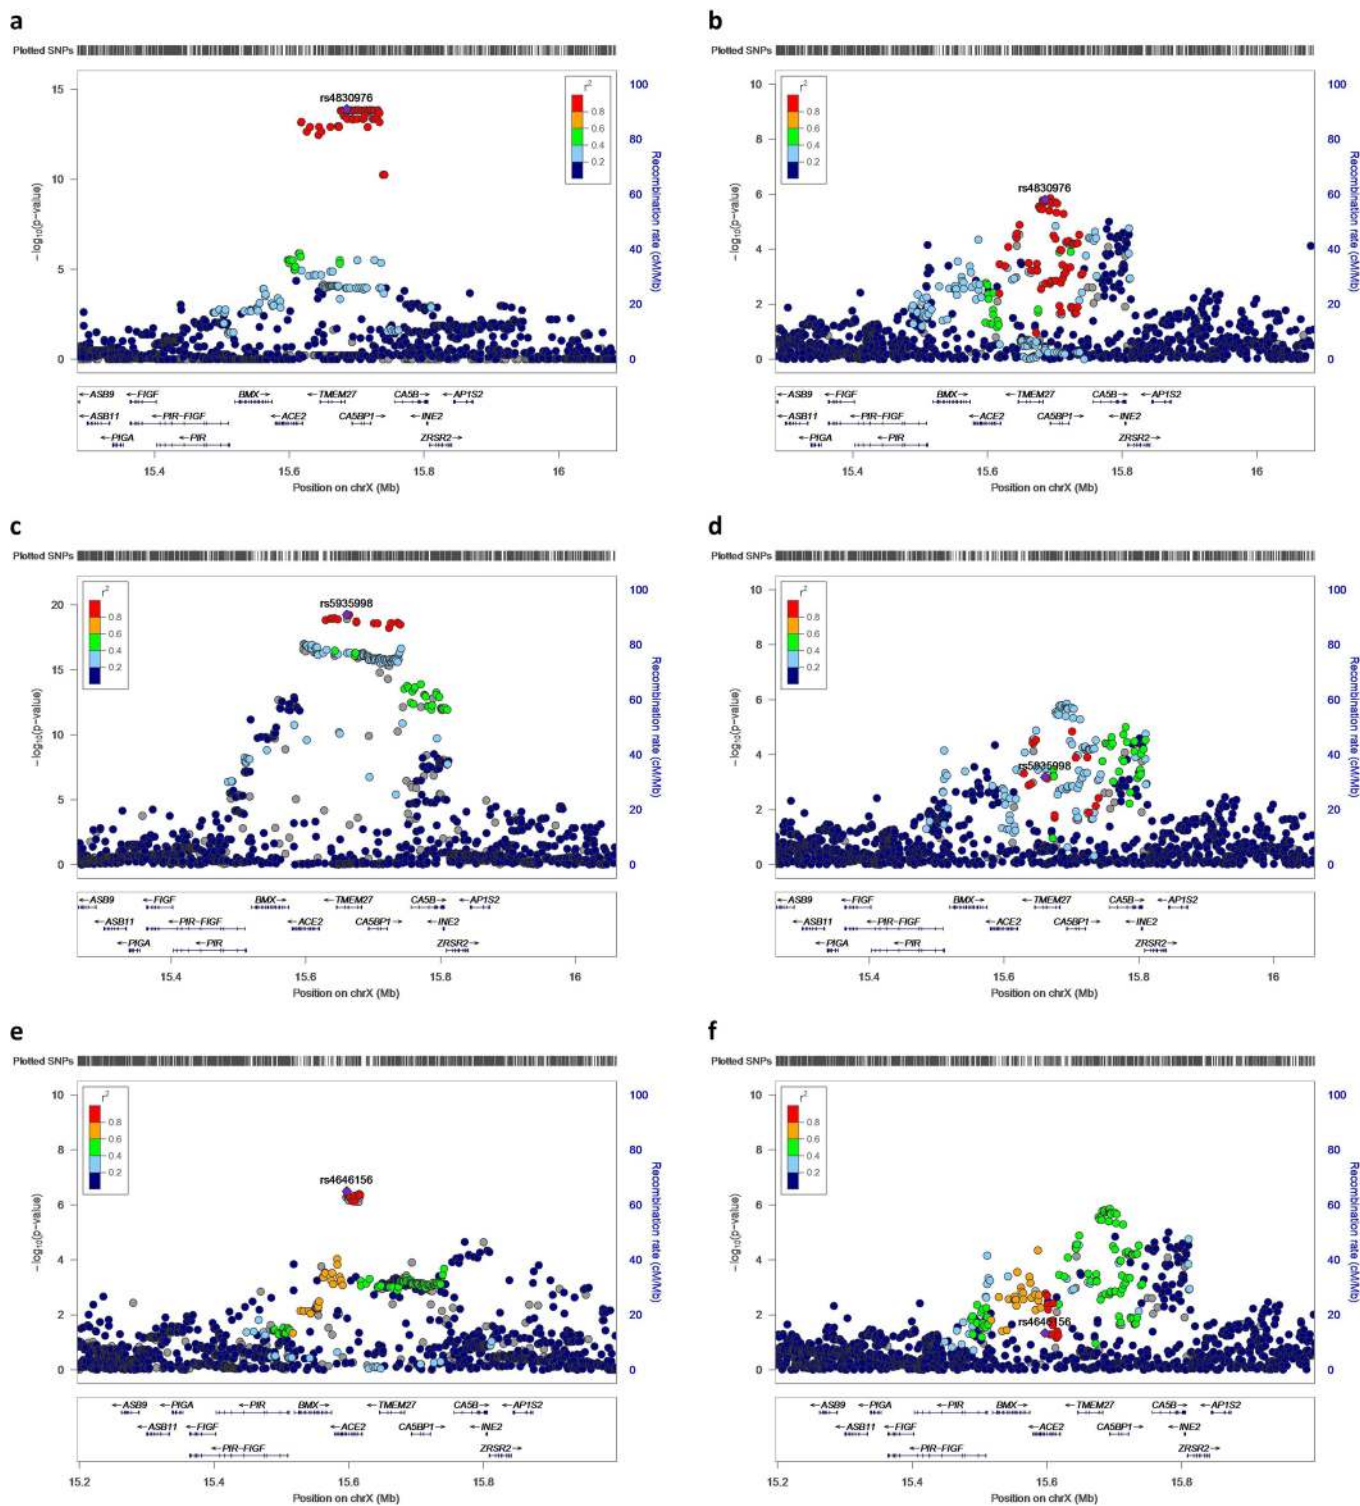 a
Plotted SNPs
rs4830976
r²
0.8
0.6
0.4
0.2
15
10
5
0
− log₁₀(p−value)
100
80
60
40
20
0
Recombination rate (cM/Mb)
←ASB9 ←FIGF BMX→ ←TMEM27 CA5B→ ←AP1S2
←ASB11 ←PIR−FIGF ←ACE2 CA5BP1→ ←INE2
←PIGA ←PIR ZRSR2→
15.4 15.6 15.8 16
Position on chrX (Mb)
b
Plotted SNPs
rs4830976
r²
0.8
0.6
0.4
0.2
10
8
6
4
2
0
− log₁₀(p−value)
100
80
60
40
20
0
Recombination rate (cM/Mb)
←ASB9 ←FIGF BMX→ ←TMEM27 CA5B→ ←AP1S2
←ASB11 ←PIR−FIGF ←ACE2 CA5BP1→ ←INE2
←PIGA ←PIR ZRSR2→
15.4 15.6 15.8 16
Position on chrX (Mb)
c
Plotted SNPs
rs5935998
r²
0.8
0.6
0.4
0.2
20
15
10
5
0
− log₁₀(p−value)
100
80
60
40
20
0
Recombination rate (cM/Mb)
←ASB9 ←FIGF BMX→ ←TMEM27 CA5B→ ←AP1S2
←ASB11 ←PIR−FIGF ←ACE2 CA5BP1→ ←INE2
←PIGA ←PIR ZRSR2→
15.4 15.6 15.8 16
Position on chrX (Mb)
d
Plotted SNPs
rs5935998
r²
0.8
0.6
0.4
0.2
10
8
6
4
2
0
− log₁₀(p−value)
100
80
60
40
20
0
Recombination rate (cM/Mb)
←ASB9 ←FIGF BMX→ ←TMEM27 CA5B→ ←AP1S2
←ASB11 ←PIR−FIGF ←ACE2 CA5BP1→ ←INE2
←PIGA ←PIR ZRSR2→
15.4 15.6 15.8 16
Position on chrX (Mb)
e
Plotted SNPs
rs4646156
r²
0.8
0.6
0.4
0.2
10
8
6
4
2
0
− log₁₀(p−value)
100
80
60
40
20
0
Recombination rate (cM/Mb)
←ASB9 ←PIGA ←PIR BMX→ ←TMEM27 CA5B→ ←AP1S2
←ASB11 ←FIGF ←ACE2 CA5BP1→ ←INE2
←PIR−FIGF ZRSR2→
15.2 15.4 15.6 15.8
Position on chrX (Mb)
f
Plotted SNPs
rs4646156
r²
0.8
0.6
0.4
0.2
10
8
6
4
2
0
− log₁₀(p−value)
100
80
60
40
20
0
Recombination rate (cM/Mb)
←ASB9 ←PIGA ←PIR BMX→ ←TMEM27 CA5B→ ←AP1S2
←ASB11 ←FIGF ←ACE2 CA5BP1→ ←INE2
←PIR−FIGF ZRSR2→
15.2 15.4 15.6 15.8
Position on chrX (Mb)